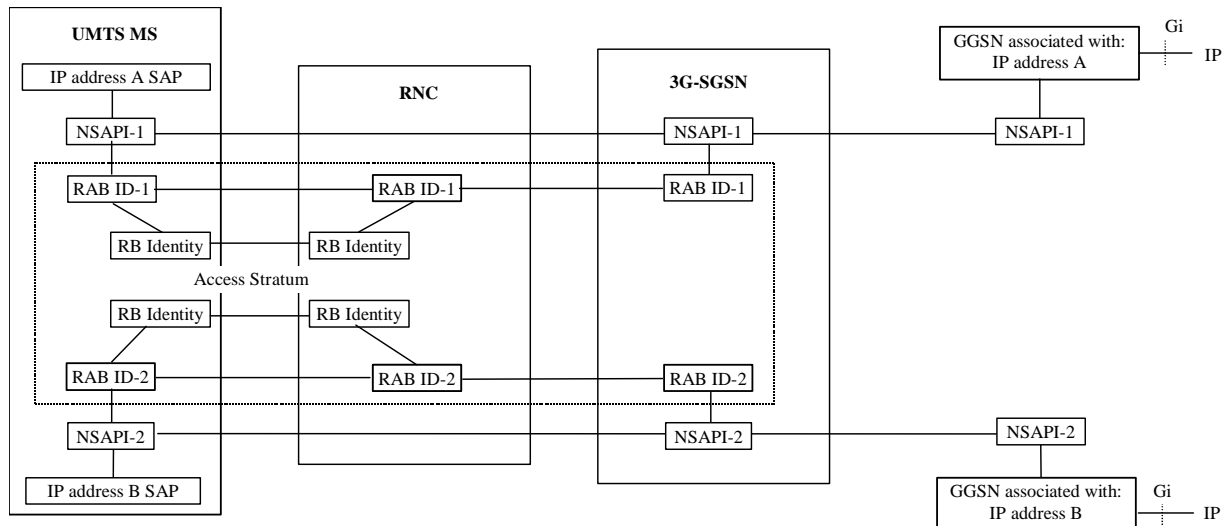 UMTS MS
IP address A SAP
NSAPI-1
RAB ID-1
RB Identity
RNC
RAB ID-1
RB Identity
3G-SGSN
NSAPI-1
RAB ID-1
GGSN associated with:
IP address A
Gi
IP
NSAPI-1
Access Stratum
RB Identity
RAB ID-2
NSAPI-2
IP address B SAP
RB Identity
RAB ID-2
RAB ID-2
NSAPI-2
NSAPI-2
GGSN associated with:
IP address B
Gi
IP